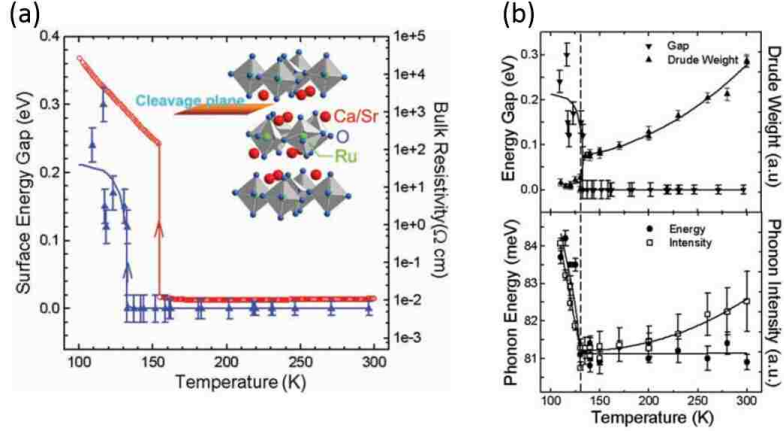 (a)
0.4
0.3
0.2
0.1
0.0
Surface Energy Gap (eV)
1e+5
1e+4
1e+3
1e+2
1e+1
1e+0
1e-1
1e-2
1e-3
Bulk Resistivity(Ω cm)
Cleavage plane
Ca/Sr
O
Ru
100 150 200 250 300
Temperature (K)
(b)
Gap
Drude Weight
0.3
0.2
0.1
0.0
Energy Gap (eV)
Drude Weight (a.u)
Energy
Intensity
84
83
82
81
Phonon Energy (meV)
Phonon Intensity (a.u.)
100 150 200 250 300
Temperature (K)